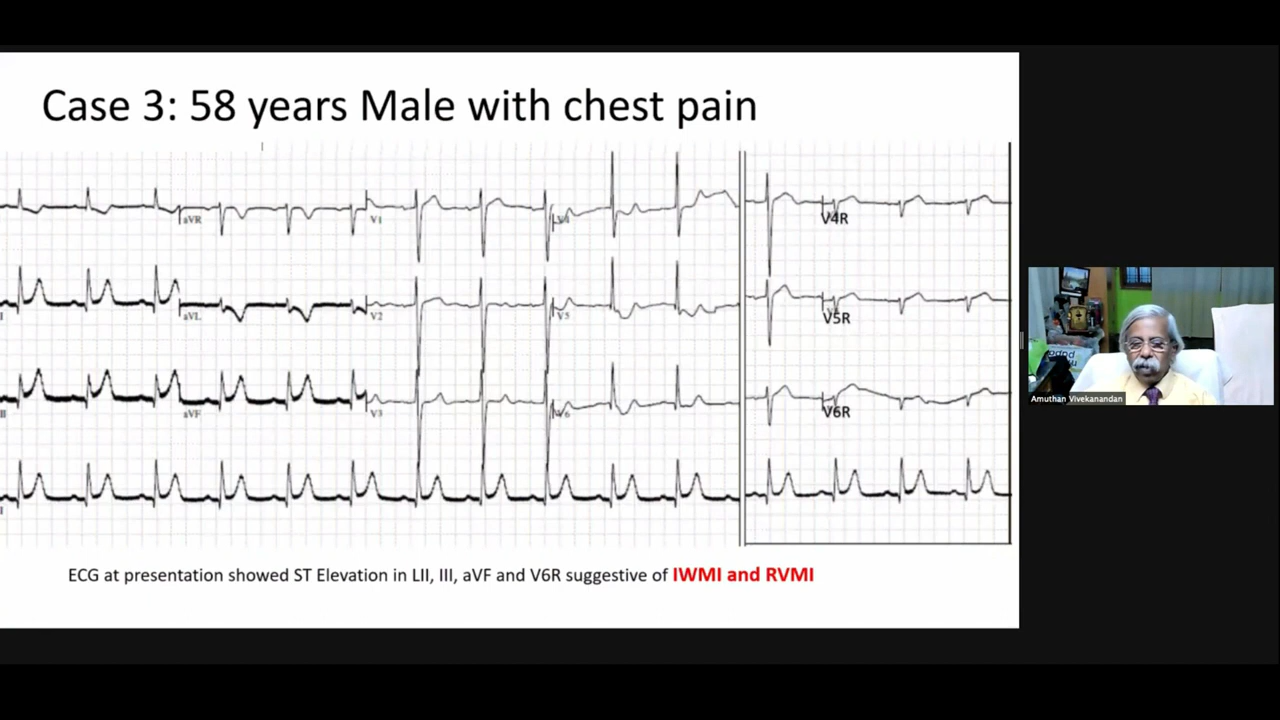 Case 3: 58 years Male with chest pain
aVR
V1
V4
V4R
I
aVL
V2
V5
V5R
II
aVF
V3
V6
V6R
I
ECG at presentation showed ST Elevation in LII, III, aVF and V6R suggestive of IWMI and RVMI
Amuthan Vivekanandan